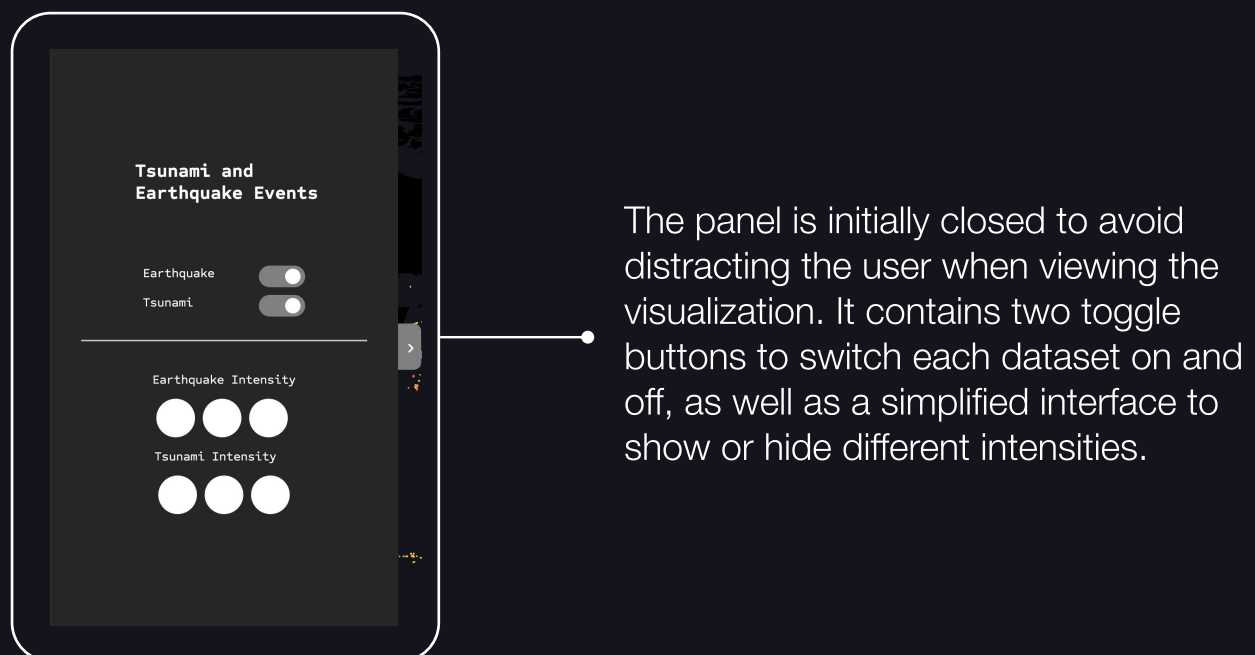 Tsunami and
Earthquake Events
Earthquake
Tsunami
Earthquake Intensity
Tsunami Intensity
The panel is initially closed to avoid
distracting the user when viewing the
visualization. It contains two toggle
buttons to switch each dataset on and
off, as well as a simplified interface to
show or hide different intensities.